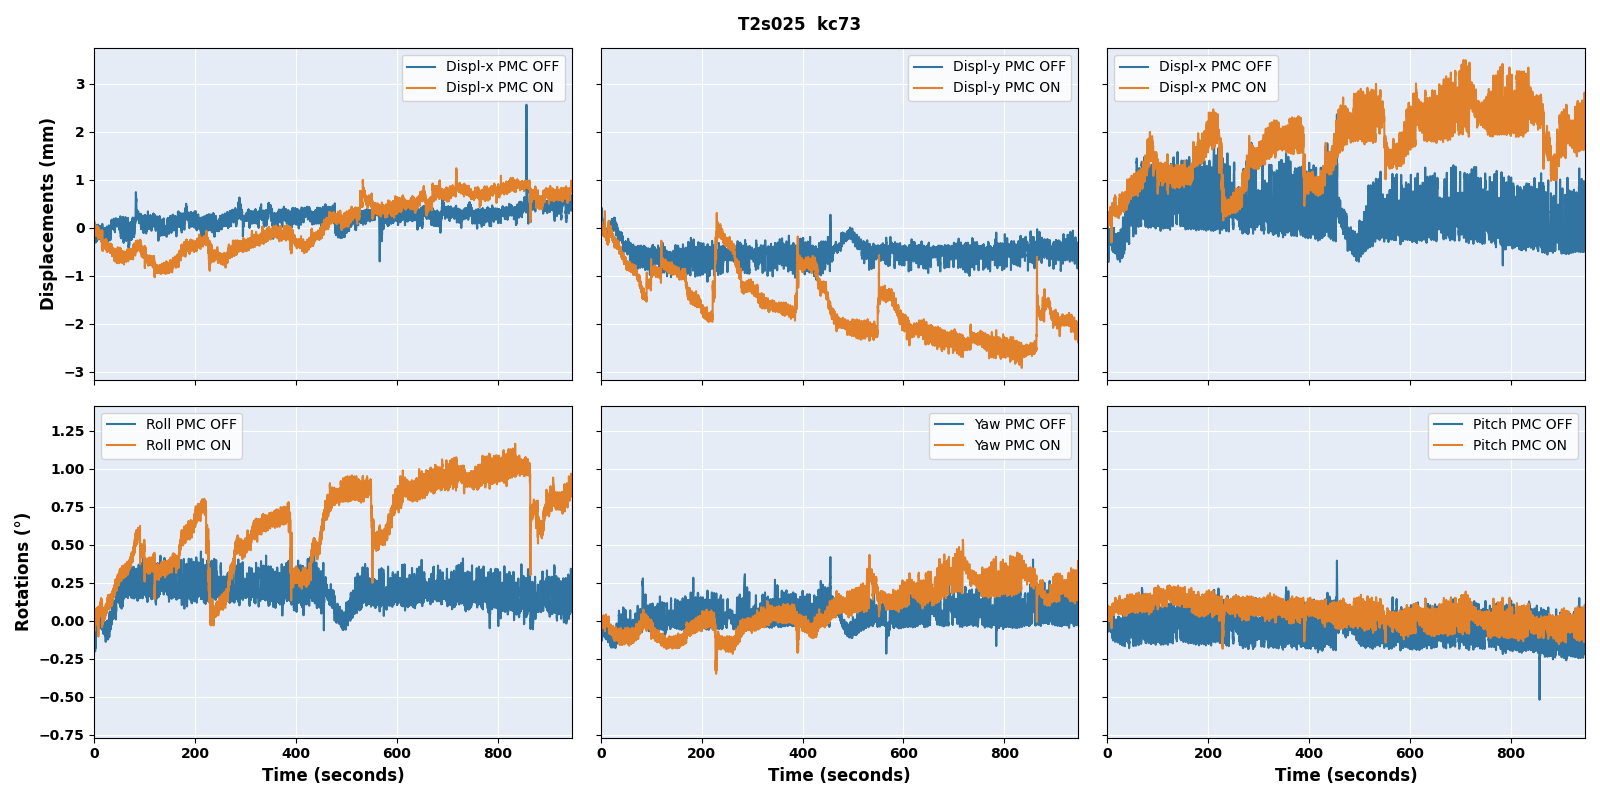 T2s025  kc73
Displ-x PMC OFF
Displ-x PMC ON
Displ-y PMC OFF
Displ-y PMC ON
Displ-x PMC OFF
Displ-x PMC ON
Displacements (mm)
3
2
1
0
−1
−2
−3
Roll PMC OFF
Roll PMC ON
Yaw PMC OFF
Yaw PMC ON
Pitch PMC OFF
Pitch PMC ON
Rotations (°)
1.25
1.00
0.75
0.50
0.25
0.00
−0.25
−0.50
−0.75
0 200 400 600 800
0 200 400 600 800
0 200 400 600 800
Time (seconds)
Time (seconds)
Time (seconds)